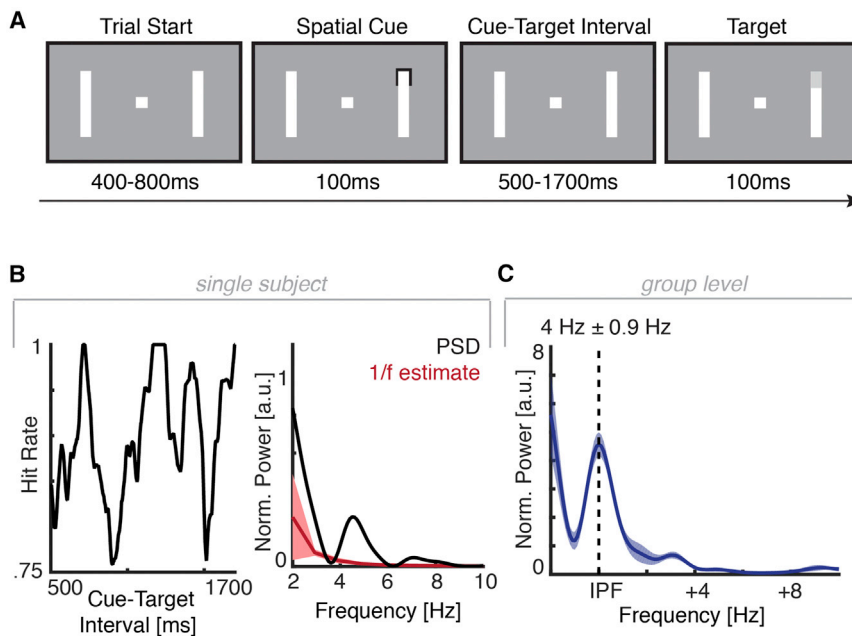 A
Trial Start
Spatial Cue
Cue-Target Interval
Target
400-800ms
100ms
500-1700ms
100ms
B
single subject
1
Hit Rate
.75
500
1700
Cue-Target
Interval [ms]
PSD
1/f estimate
1
Norm. Power [a.u.]
0
2
4
6
8
10
Frequency [Hz]
C
group level
4 Hz ± 0.9 Hz
8
Norm. Power [a.u.]
4
0
IPF
+4
+8
Frequency [Hz]